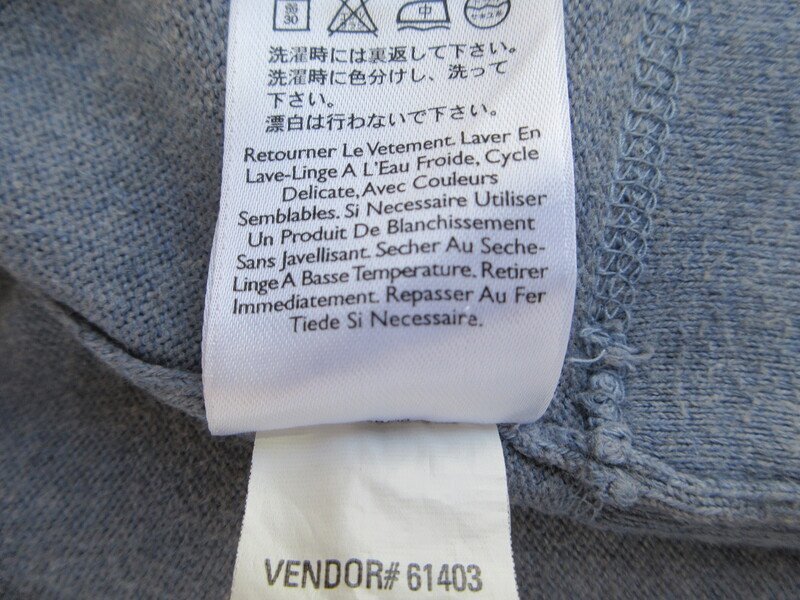 30
中
洗濯時には裏返して下さい。
洗濯時に色分けし、洗って
下さい。
漂白は行わないで下さい。
Retourner Le Vetement. Laver En
Lave-Linge A L'Eau Froide, Cycle
Delicate, Avec Couleurs
Semblables. Si Necessaire Utiliser
Un Produit De Blanchissement
Sans Javellisant. Secher Au Seche-
Linge A Basse Temperature. Retirer
Immediatement. Repasser Au Fer
Tiede Si Necessaire.
VENDOR# 61403